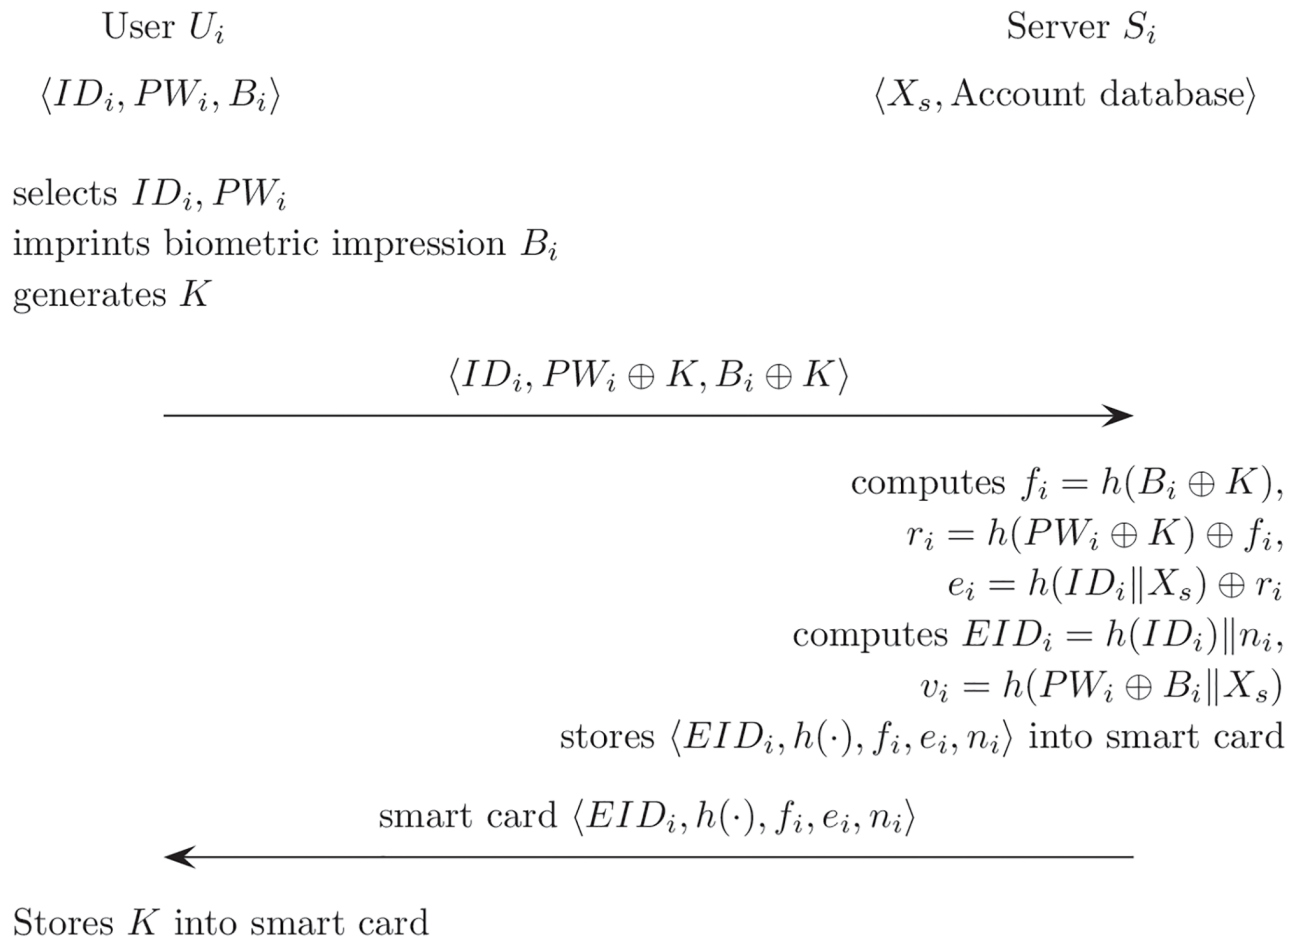 User U_i
Server S_i
⟨ID_i, PW_i, B_i⟩
⟨X_s, Account database⟩
selects ID_i, PW_i
imprints biometric impression B_i
generates K
⟨ID_i, PW_i ⊕ K, B_i ⊕ K⟩
computes f_i = h(B_i ⊕ K),
r_i = h(PW_i ⊕ K) ⊕ f_i,
e_i = h(ID_i‖X_s) ⊕ r_i
computes EID_i = h(ID_i)‖n_i,
v_i = h(PW_i ⊕ B_i‖X_s)
stores ⟨EID_i, h(·), f_i, e_i, n_i⟩ into smart card
smart card ⟨EID_i, h(·), f_i, e_i, n_i⟩
Stores K into smart card